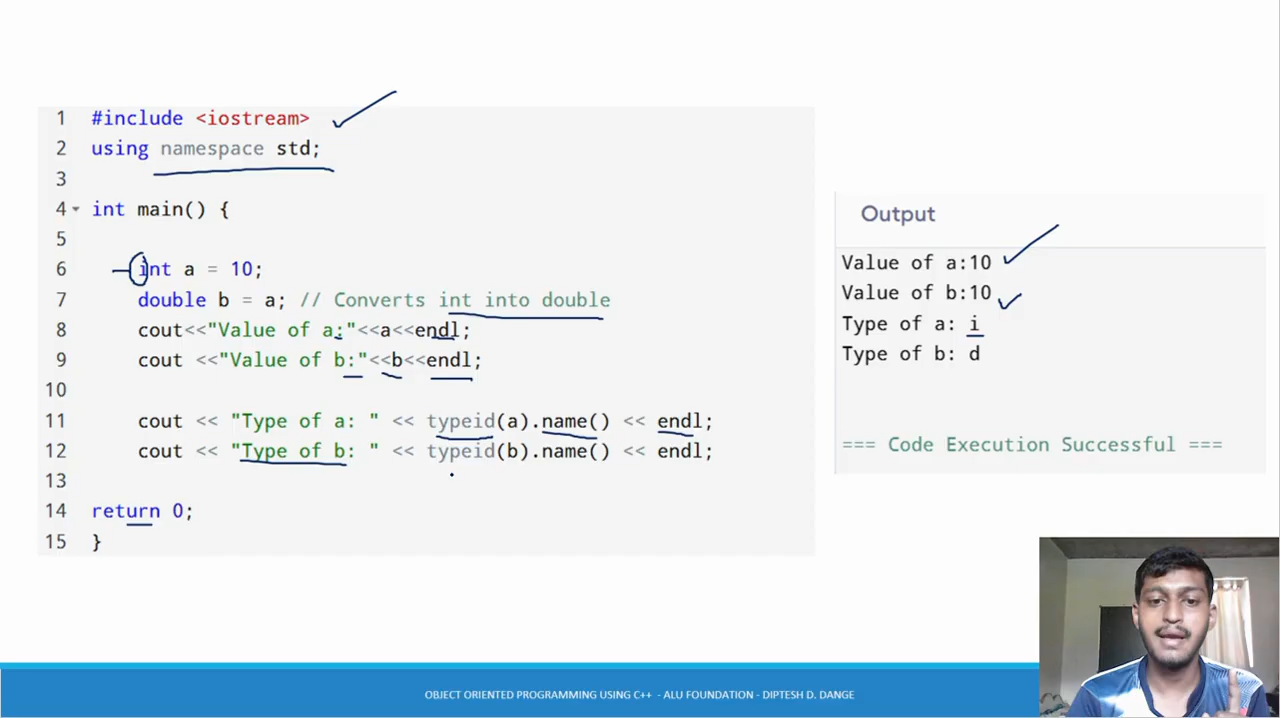 1 #include <iostream>
2 using namespace std;
3
4 int main() {
5
6 int a = 10;
7 double b = a; // Converts int into double
8 cout<<"Value of a:"<<a<<endl;
9 cout <<"Value of b:"<<b<<endl;
10
11 cout << "Type of a: " << typeid(a).name() << endl;
12 cout << "Type of b: " << typeid(b).name() << endl;
13
14 return 0;
15 }
Output
Value of a:10
Value of b:10
Type of a: i
Type of b: d
=== Code Execution Successful ===
OBJECT ORIENTED PROGRAMMING USING C++ - ALU FOUNDATION - DIPTESH D. DANGE